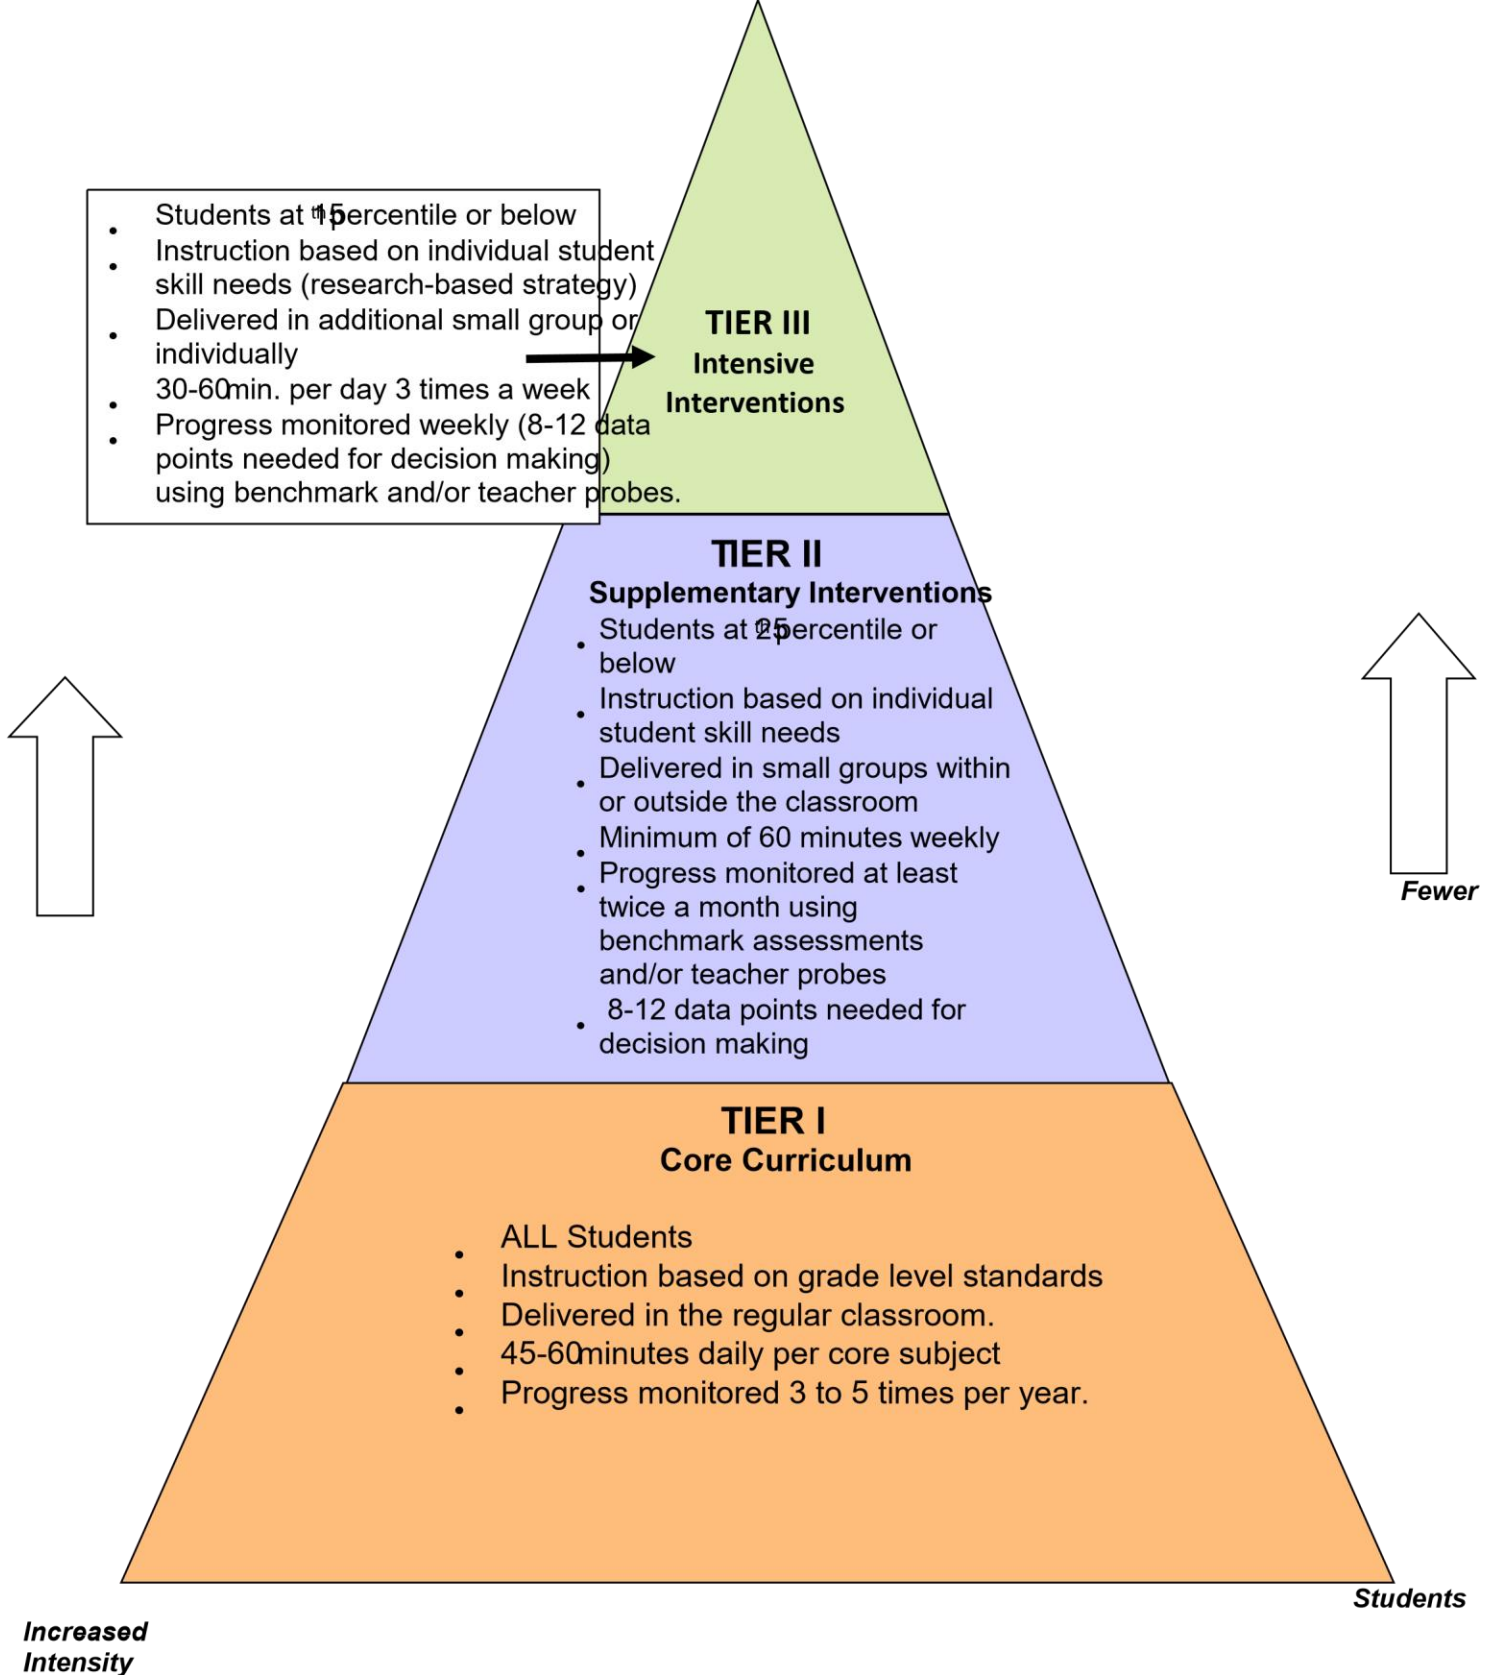 Students at 15th percentile or below
Instruction based on individual student
skill needs (research-based strategy)
Delivered in additional small group or
individually
30-60min. per day 3 times a week
Progress monitored weekly (8-12 data
points needed for decision making)
using benchmark and/or teacher probes.
TIER III
Intensive
Interventions
TIER II
Supplementary Interventions
Students at 25th percentile or
below
Instruction based on individual
student skill needs
Delivered in small groups within
or outside the classroom
Minimum of 60 minutes weekly
Progress monitored at least
twice a month using
benchmark assessments
and/or teacher probes
8-12 data points needed for
decision making
Fewer
TIER I
Core Curriculum
ALL Students
Instruction based on grade level standards
Delivered in the regular classroom.
45-60minutes daily per core subject
Progress monitored 3 to 5 times per year.
Students
Increased
Intensity